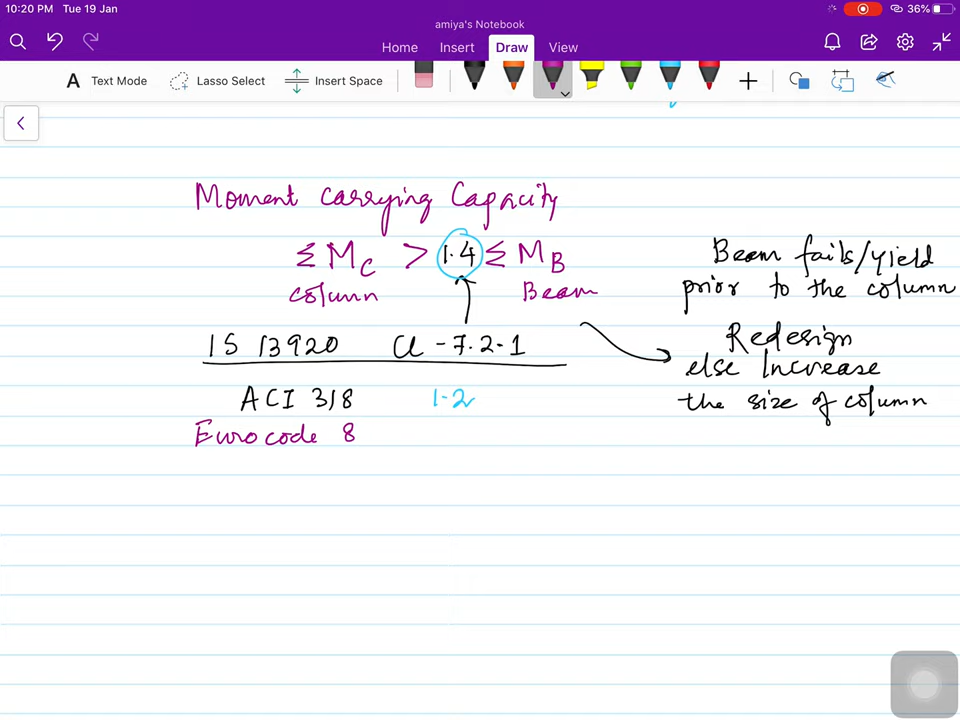 10:20 PM Tue 19 Jan
36%
amiya's Notebook
Home Insert Draw View
Text Mode Lasso Select Insert Space
Moment carrying Capacity
Σ Mc > 1.4 Σ MB
column Beam
Beam fails/yield
prior to the column
IS 13920 Cl - 7.2.1
Redesign
else Increase
the size of column
ACI 318 1.2
Eurocode 8